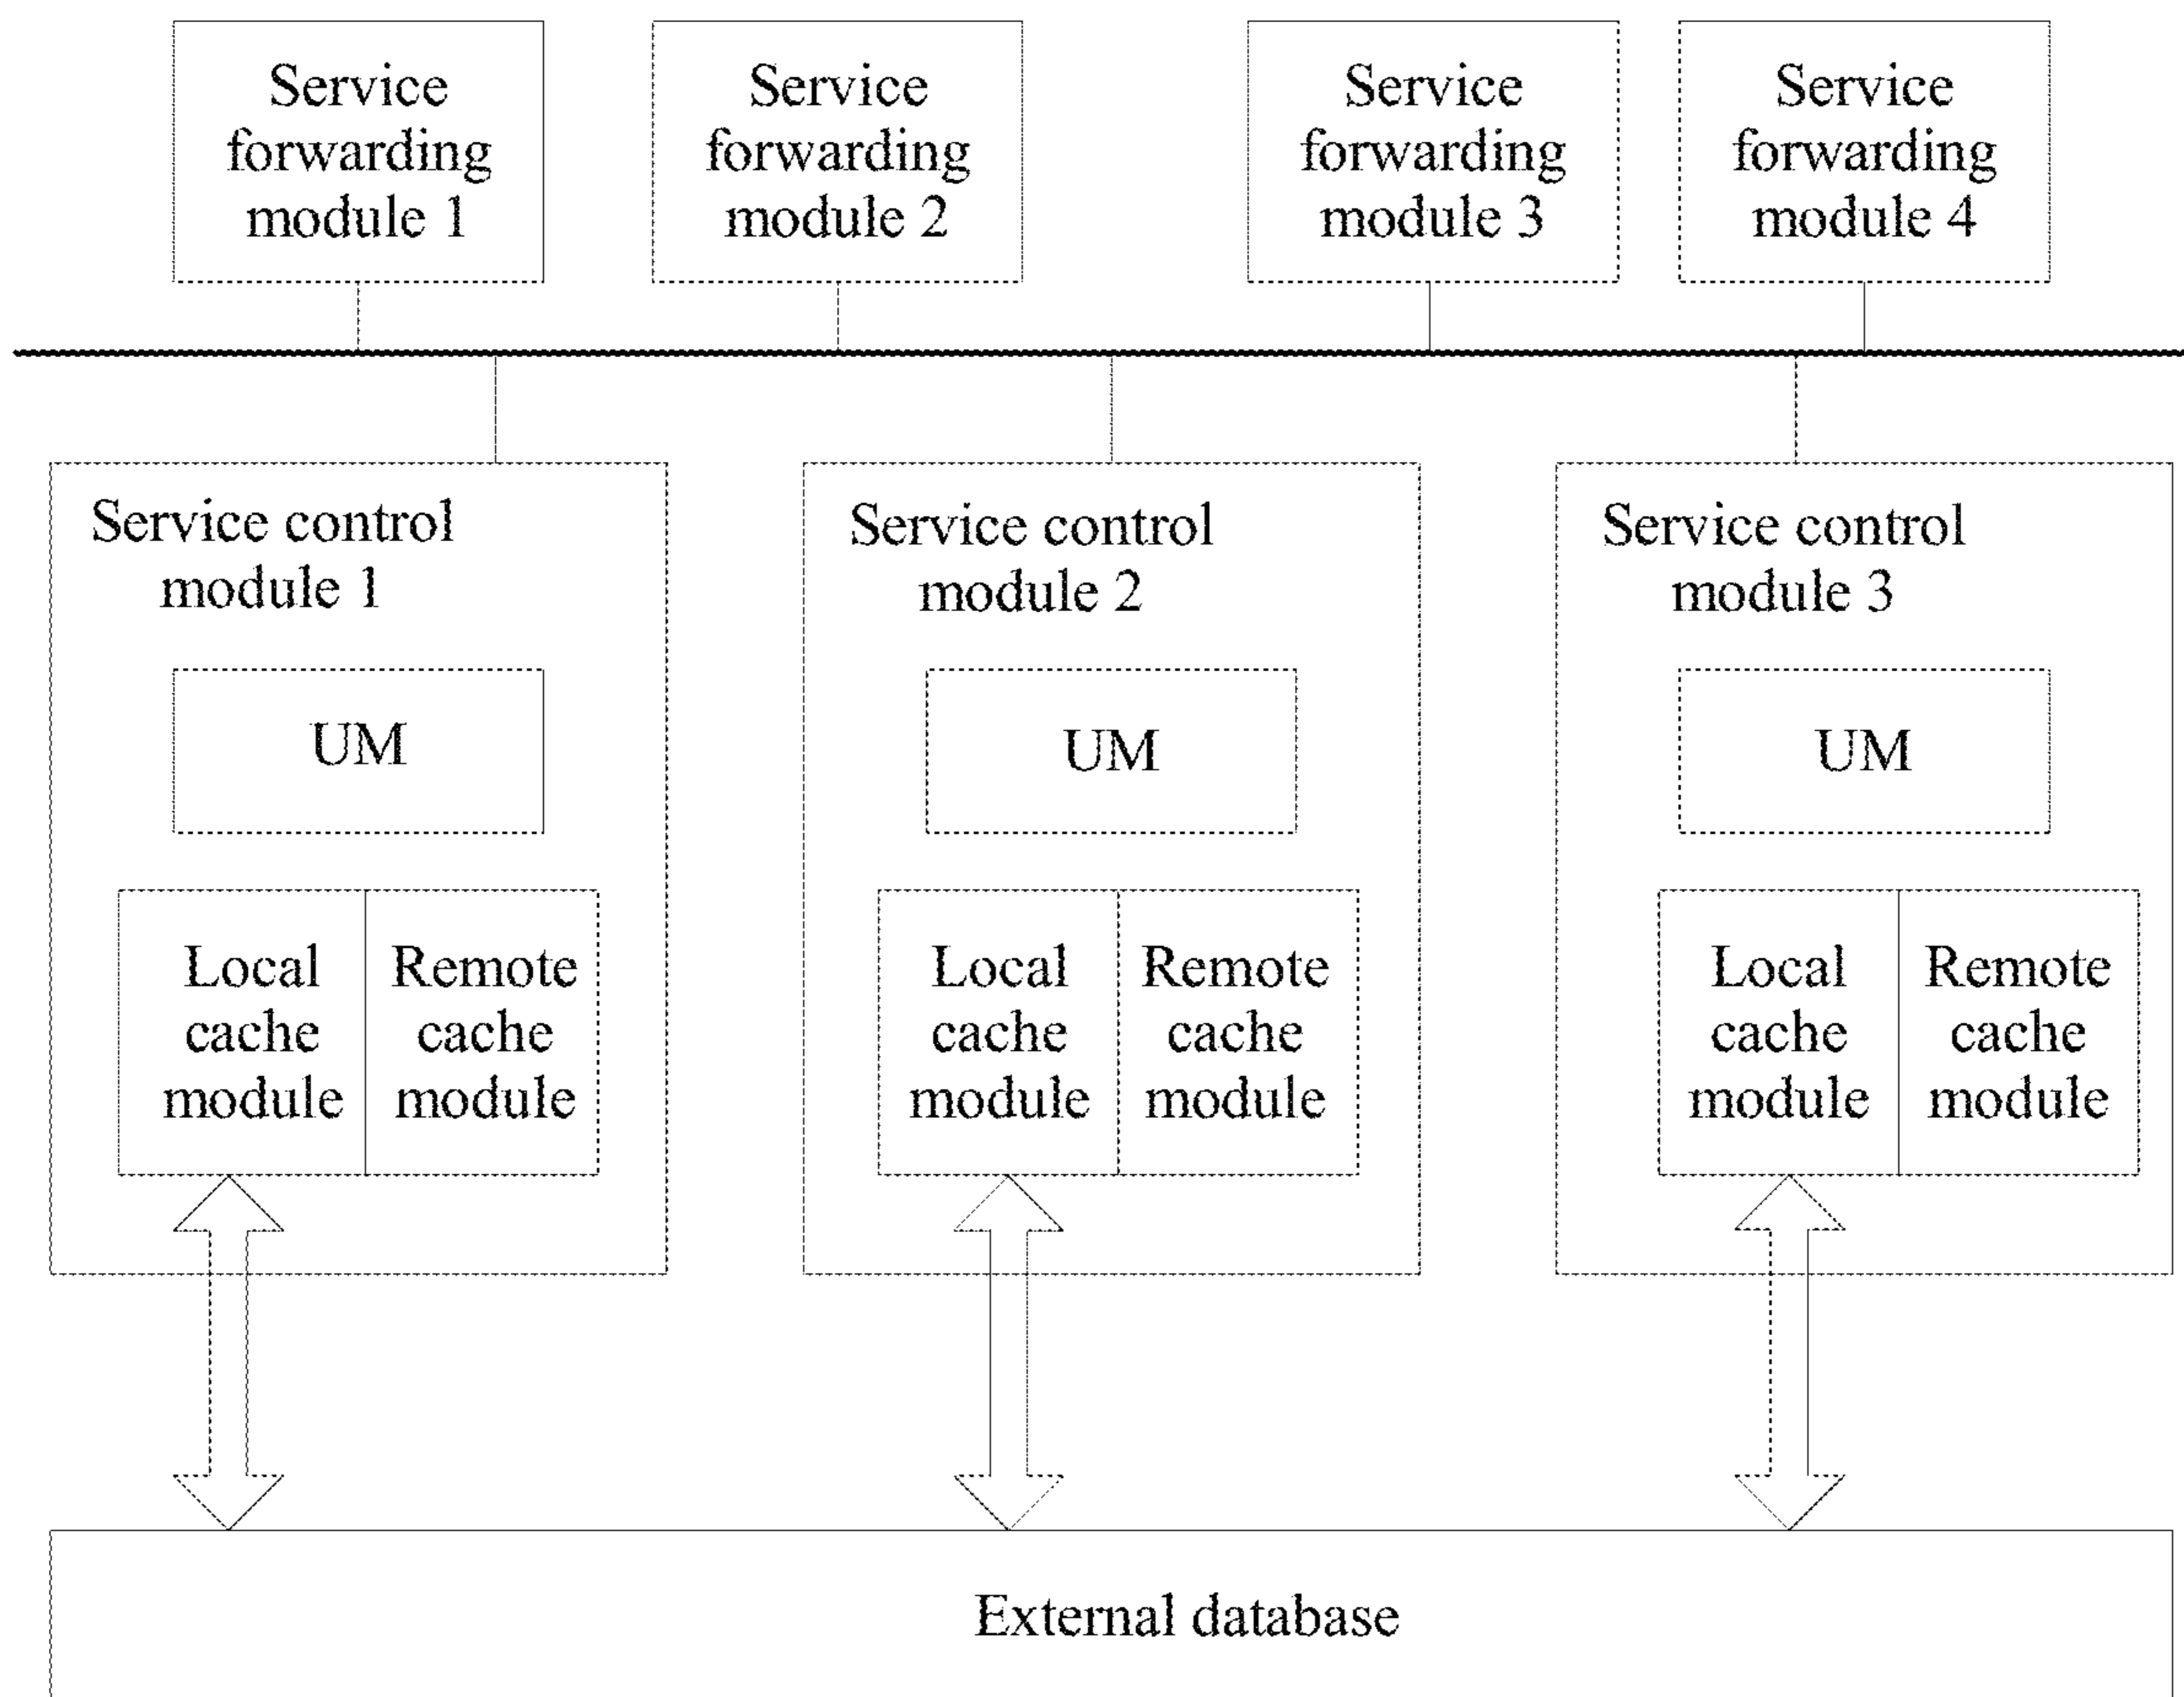 Service
forwarding
module 1
Service
forwarding
module 2
Service
forwarding
module 3
Service
forwarding
module 4
Service control
module 1
UM
Local
cache
module
Remote
cache
module
Service control
module 2
UM
Local
cache
module
Remote
cache
module
Service control
module 3
UM
Local
cache
module
Remote
cache
module
External database